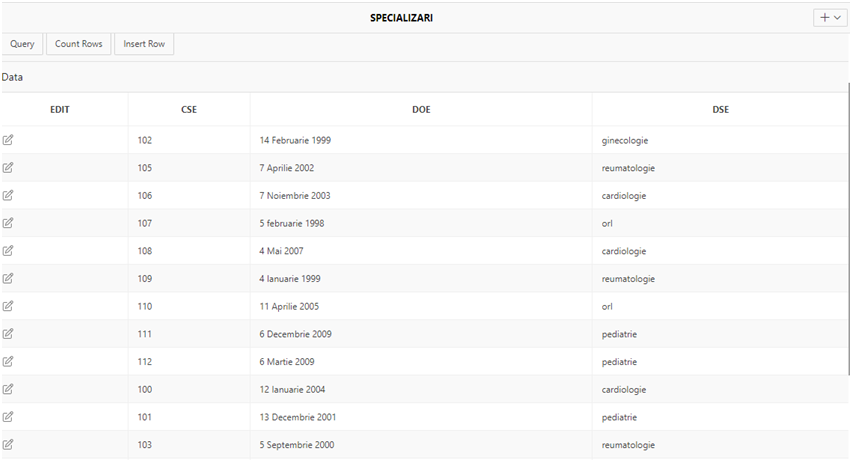 SPECIALIZARI
Query Count Rows Insert Row
Data
EDIT CSE DOE DSE
102 14 Februarie 1999 ginecologie
105 7 Aprilie 2002 reumatologie
106 7 Noiembrie 2003 cardiologie
107 5 februarie 1998 orl
108 4 Mai 2007 cardiologie
109 4 Ianuarie 1999 reumatologie
110 11 Aprilie 2005 orl
111 6 Decembrie 2009 pediatrie
112 6 Martie 2009 pediatrie
100 12 Ianuarie 2004 cardiologie
101 13 Decembrie 2001 pediatrie
103 5 Septembrie 2000 reumatologie